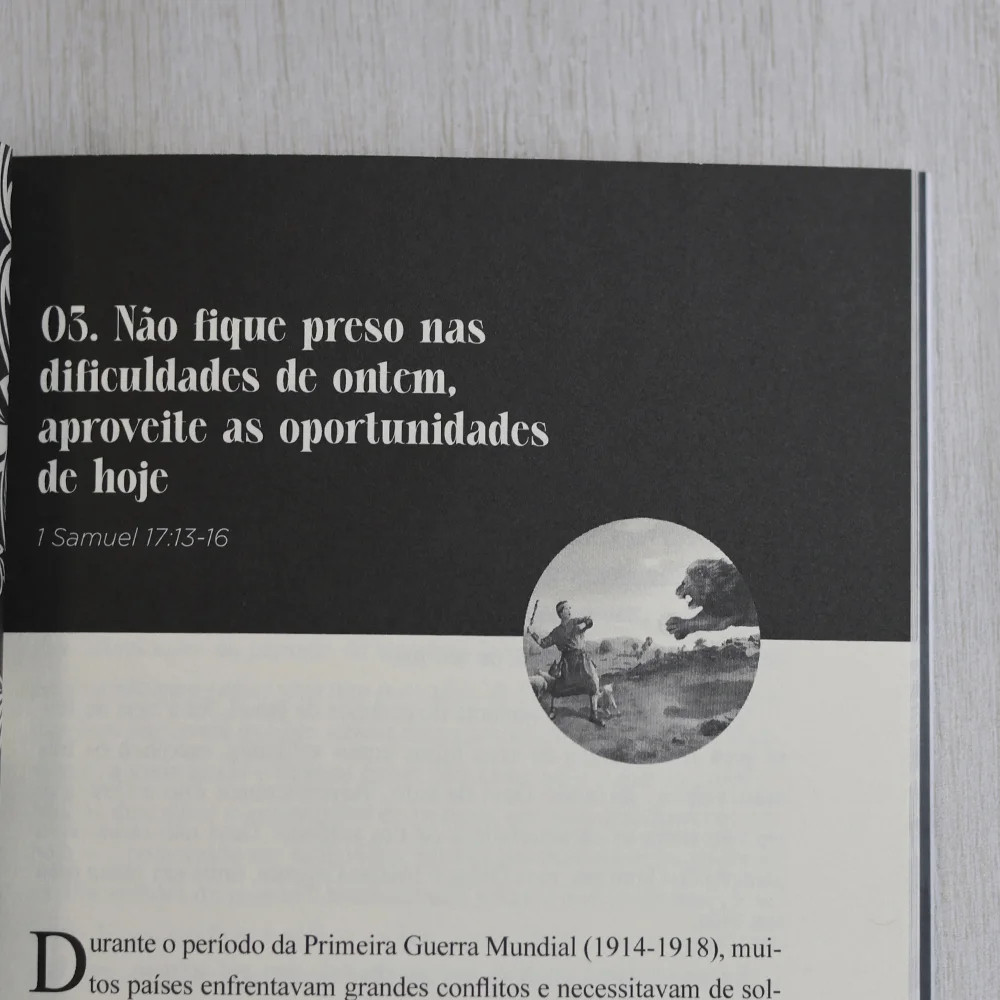 03. Não fique preso nas
dificuldades de ontem,
aproveite as oportunidades
de hoje
1 Samuel 17:13-16
Durante o período da Primeira Guerra Mundial (1914-1918), mui-
tos países enfrentavam grandes conflitos e necessitavam de sol-